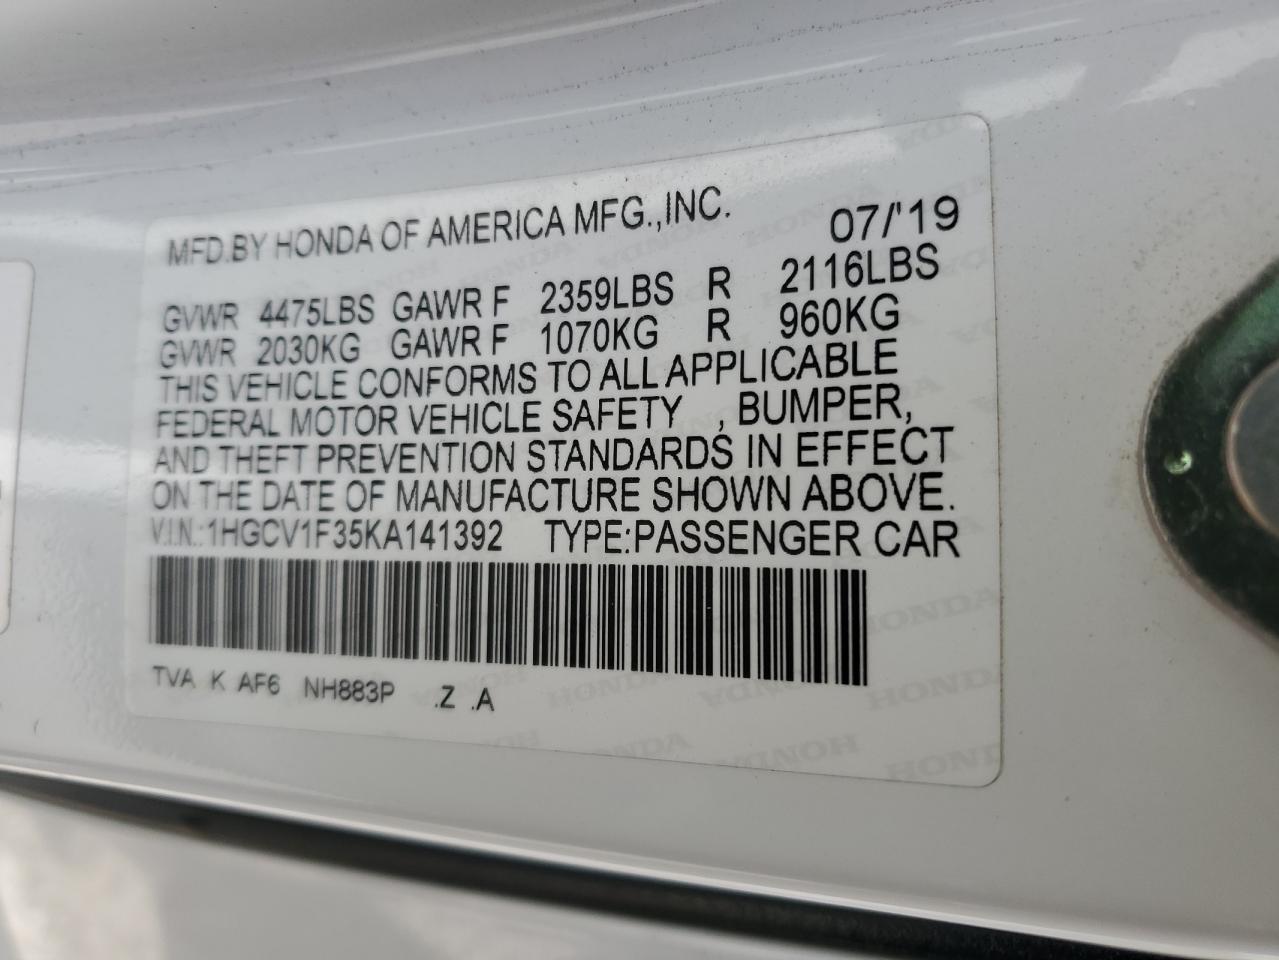 MFD.BY HONDA OF AMERICA MFG.,INC. 07/'19
GVWR 4475LBS GAWR F 2359LBS R 2116LBS
GVWR 2030KG GAWR F 1070KG R 960KG
THIS VEHICLE CONFORMS TO ALL APPLICABLE
FEDERAL MOTOR VEHICLE SAFETY , BUMPER,
AND THEFT PREVENTION STANDARDS IN EFFECT
ON THE DATE OF MANUFACTURE SHOWN ABOVE.
V.I.N.:1HGCV1F35KA141392 TYPE:PASSENGER CAR
TVA K AF6 NH883P .Z .A